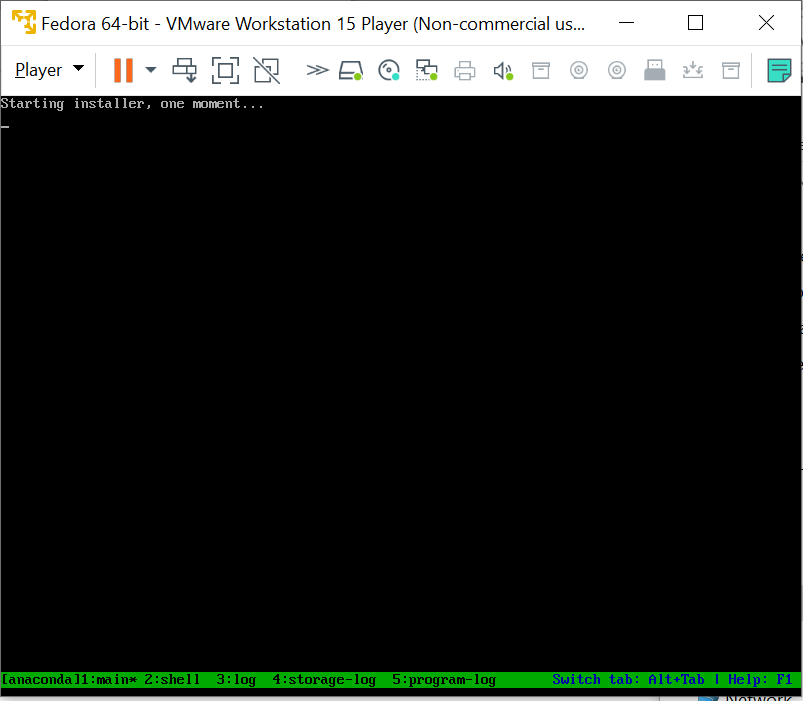 Fedora 64-bit - VMware Workstation 15 Player (Non-commercial us...
Player
Starting installer, one moment...
[anaconda]1:main* 2:shell  3:log  4:storage-log  5:program-log       Switch tab: Alt+Tab | Help: F1
Network